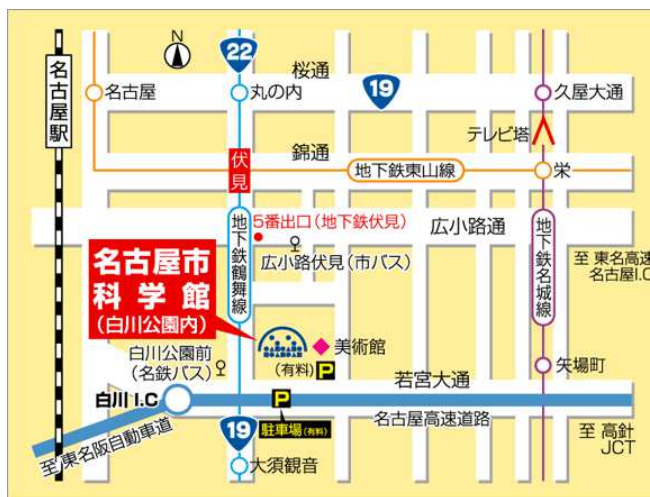 N
22
桜通
名古屋駅
名古屋
丸の内
19
久屋大通
テレビ塔
伏見
錦通
地下鉄東山線
栄
5番出口(地下鉄伏見)
広小路通
地下鉄鶴舞線
地下鉄名城線
広小路伏見(市バス)
至 東名高速
名古屋I.C
名古屋市
科学館
(白川公園内)
白川公園前
(名鉄バス)
美術館
(有料) P
矢場町
若宮大通
白川 I.C
P
名古屋高速道路
19
駐車場(有料)
至 高針
JCT
至 東名阪自動車道
大須観音